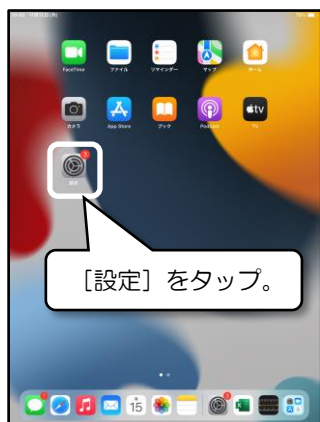 FaceTime ファイル リマインダー マップ ホーム
tv
カメラ App Store ブック Podcast TV
設定
［設定］をタップ。
15